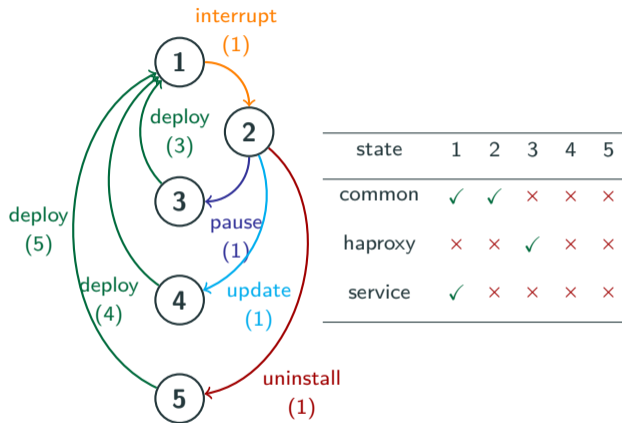 interrupt
(1)
1
deploy
(3)
2
3
pause
(1)
deploy
(5)
deploy
(4)
4
update
(1)
uninstall
(1)
5
state 1 2 3 4 5
common ✓ ✓ × × ×
haproxy × × ✓ × ×
service ✓ × × × ×